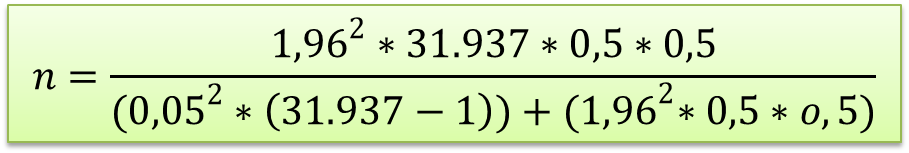 n = \frac{1,96^2 * 31.937 * 0,5 * 0,5}{(0,05^2 * (31.937 − 1)) + (1,96^2 * 0,5 * o, 5)}